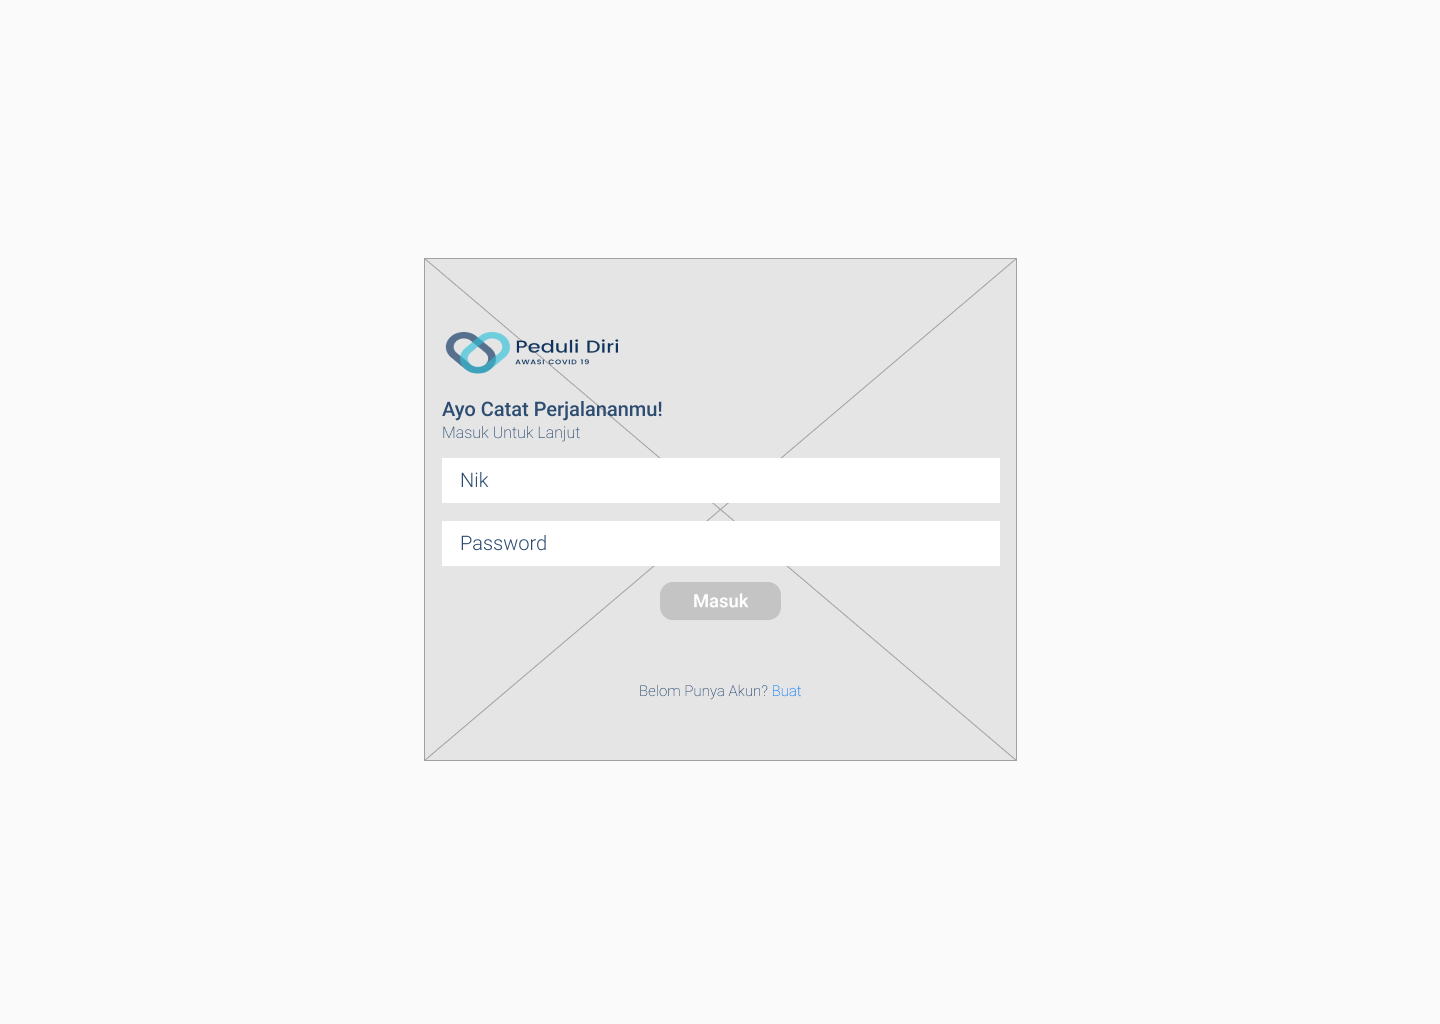 Peduli Diri
AWASI COVID 19
Ayo Catat Perjalananmu!
Masuk Untuk Lanjut
Nik
Password
Masuk
Belom Punya Akun? Buat